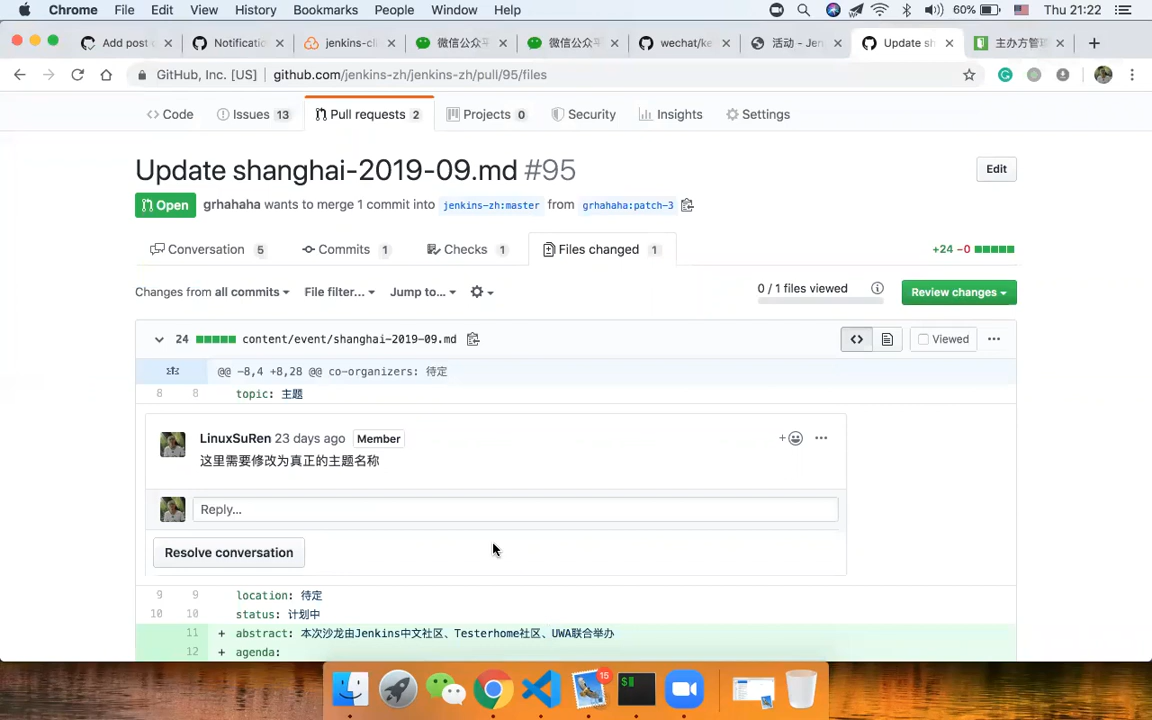 Chrome File Edit View History Bookmarks People Window Help 60% Thu 21:22
Add post- Notificatio 微信公众平 微信公众平 wechat/ke 活动 - Jen Update sh 主办方管理
GitHub, Inc. [US] github.com/jenkins-zh/jenkins-zh/pull/95/files
Code Issues 13 Pull requests 2 Projects 0 Security Insights Settings
Update shanghai-2019-09.md #95 Edit
Open grhahaha wants to merge 1 commit into jenkins-zh:master from grhahaha:patch-3
Conversation 5 Commits 1 Checks 1 Files changed 1 +24 −0
Changes from all commits File filter... Jump to... 0 / 1 files viewed Review changes
24 content/event/shanghai-2019-09.md Viewed
@@ -8,4 +8,28 @@ co-organizers: 待定
8 8 topic: 主题
LinuxSuRen 23 days ago Member
这里需要修改为真正的主题名称
Reply...
Resolve conversation
9 9 location: 待定
10 10 status: 计划中
11 + abstract: 本次沙龙由Jenkins中文社区、Testerhome社区、UWA联合举办
12 + agenda:
15